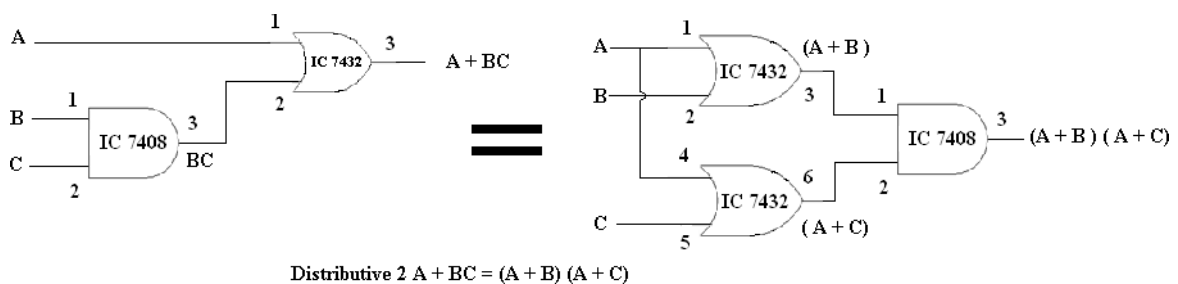 A
1
IC 7432
3
A + BC
2
B
1
IC 7408
3
BC
C
2
A
1
IC 7432
(A + B)
3
B
2
4
IC 7432
6
(A + C)
C
5
1
IC 7408
3
2
(A + B) (A + C)
Distributive 2 A + BC = (A + B) (A + C)